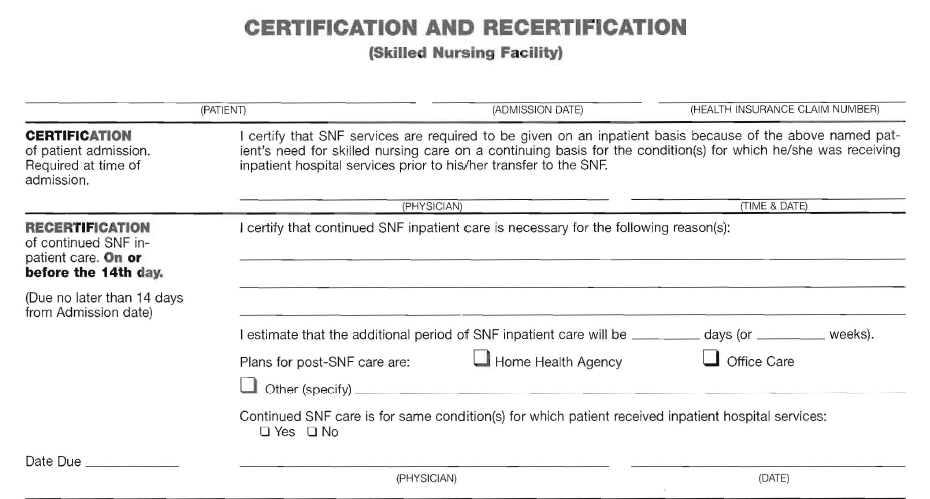 CERTIFICATION AND RECERTIFICATION
(Skilled Nursing Facility)
(PATIENT) (ADMISSION DATE) (HEALTH INSURANCE CLAIM NUMBER)
CERTIFICATION
of patient admission.
Required at time of
admission.
I certify that SNF services are required to be given on an inpatient basis because of the above named pat-
ient's need for skilled nursing care on a continuing basis for the condition(s) for which he/she was receiving
inpatient hospital services prior to his/her transfer to the SNF.
(PHYSICIAN) (TIME & DATE)
RECERTIFICATION
of continued SNF in-
patient care. On or
before the 14th day.
(Due no later than 14 days
from Admission date)
I certify that continued SNF inpatient care is necessary for the following reason(s):
I estimate that the additional period of SNF inpatient care will be ________ days (or ________ weeks).
Plans for post-SNF care are: ❏ Home Health Agency ❏ Office Care
❏ Other (specify)
Continued SNF care is for same condition(s) for which patient received inpatient hospital services:
❏ Yes ❏ No
Date Due ____________
(PHYSICIAN) (DATE)